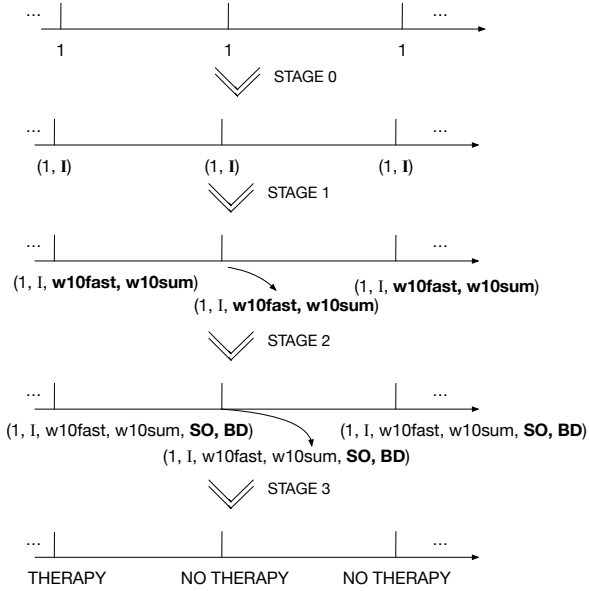 ... ...
1 1 1
STAGE 0
... ...
(1, I) (1, I) (1, I)
STAGE 1
... ...
(1, I, w10fast, w10sum) (1, I, w10fast, w10sum)
(1, I, w10fast, w10sum)
STAGE 2
... ...
(1, I, w10fast, w10sum, SO, BD) (1, I, w10fast, w10sum, SO, BD)
(1, I, w10fast, w10sum, SO, BD)
STAGE 3
... ...
THERAPY NO THERAPY NO THERAPY